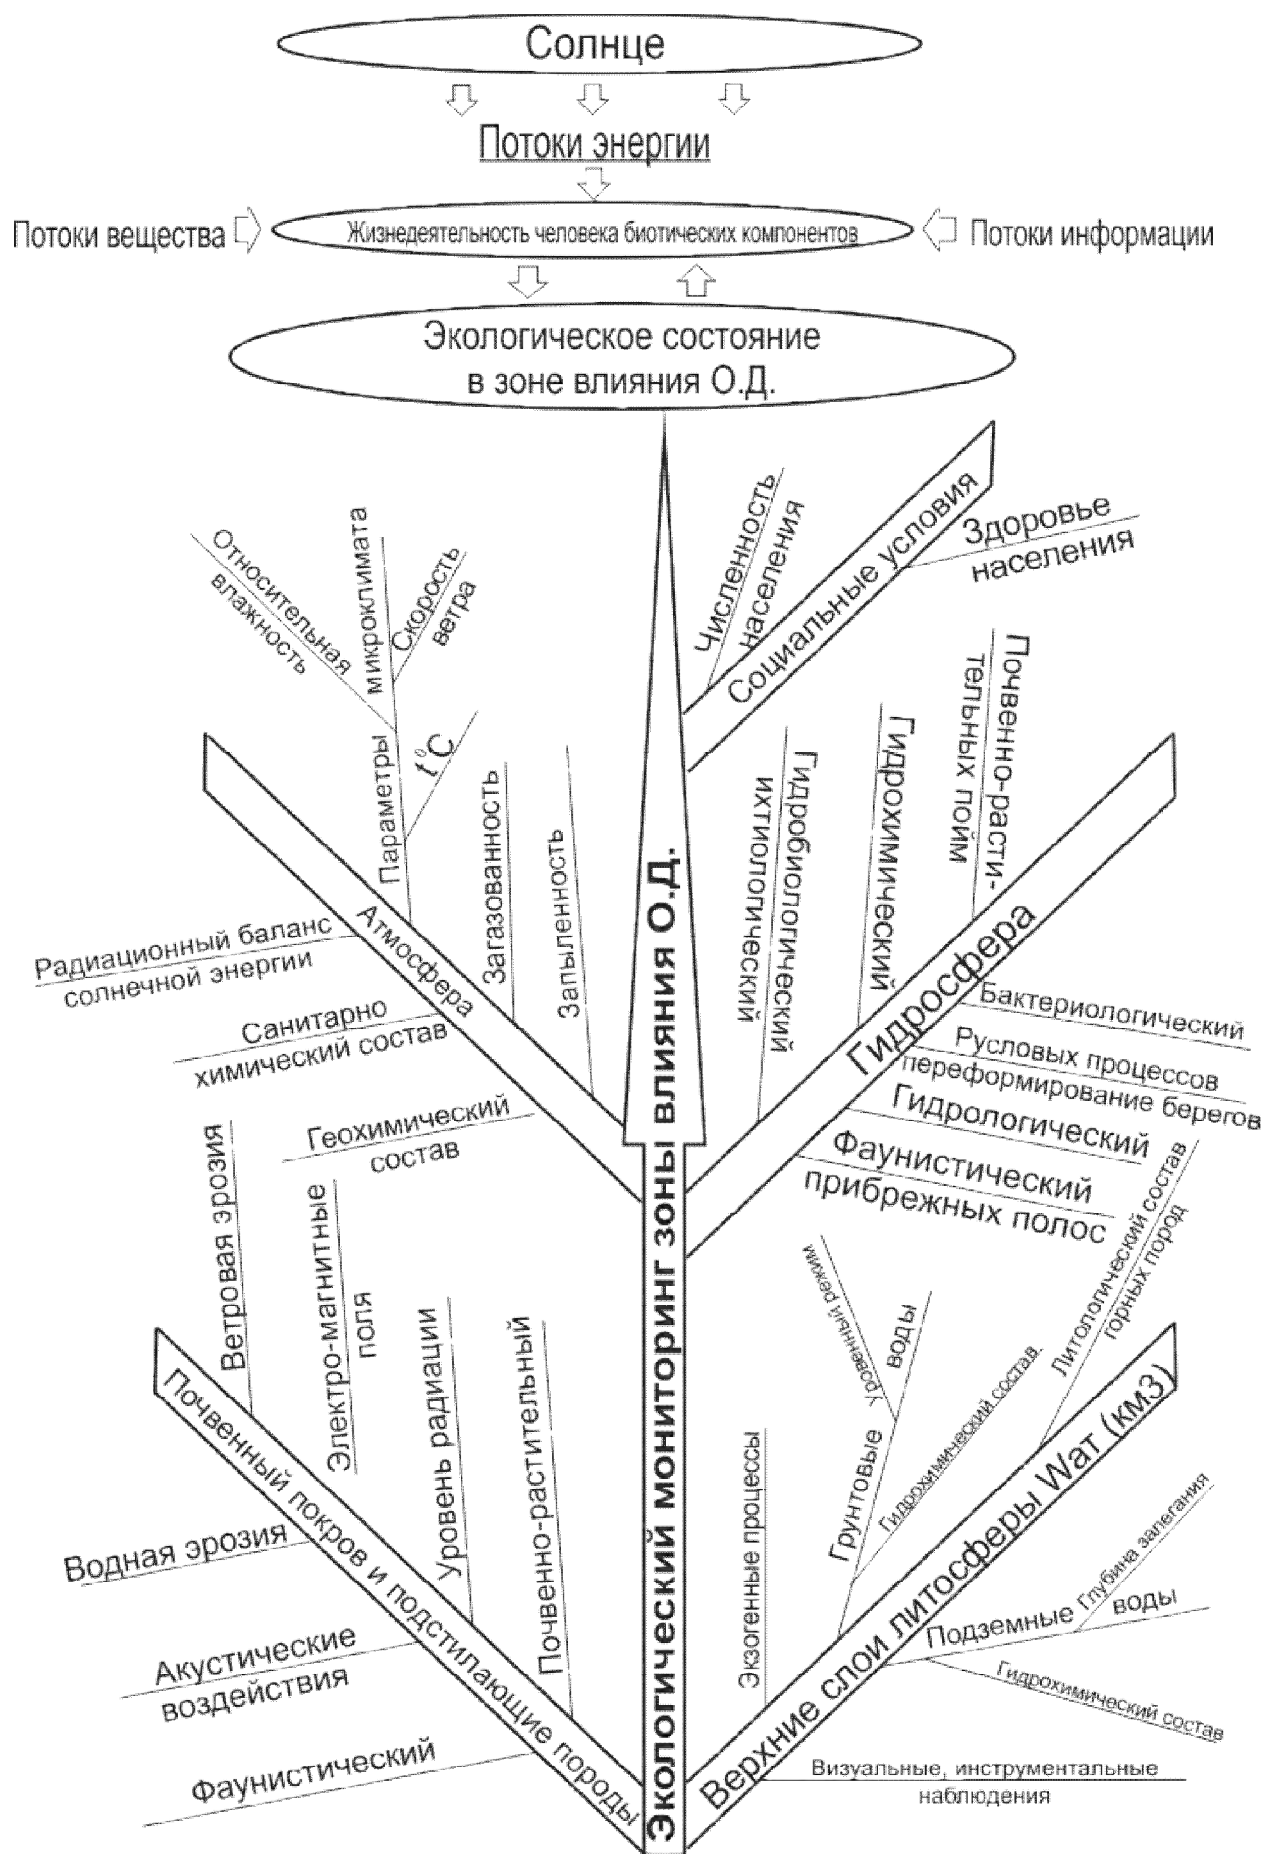 Солнце
Потоки энергии
Потоки вещества
Жизнедеятельность человека биотических компонентов
Потоки информации
Экологическое состояние
в зоне влияния О.Д.
Экологический мониторинг зоны влияния О.Д.
Социальные условия
Численность
населения
Здоровье
населения
Атмосфера
Относительная
влажность
Параметры микроклимата
Скорость
ветра
t⁰C
Загазованность
Запыленность
Радиационный баланс
солнечной энергии
Санитарно
химический состав
Геохимический
состав
Гидросфера
Гидробиологический
ихтиологический
Гидрохимический
Почвенно-расти-
тельных пойм
Бактериологический
Русловых процессов
переформирование берегов
Гидрологический
Фаунистический
прибрежных полос
Почвенный покров и подстилающие породы
Ветровая эрозия
Электро-магнитные
поля
Уровень радиации
Почвенно-растительный
Водная эрозия
Акустические
воздействия
Фаунистический
Верхние слои литосферы Wат (км3)
Экзогенные процессы
Грунтовые воды
Уровенный режим
Гидрохимический состав
Литологический состав
горных пород
Подземные воды
Глубина залегания
Гидрохимический состав
Визуальные, инструментальные
наблюдения